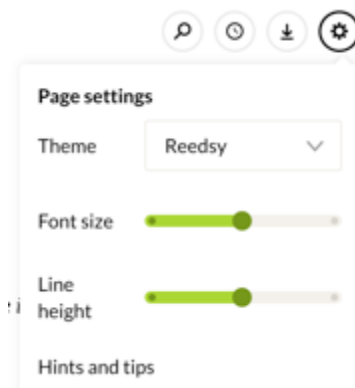 Page settings
Theme
Reedsy
Font size
Line
height
Hints and tips